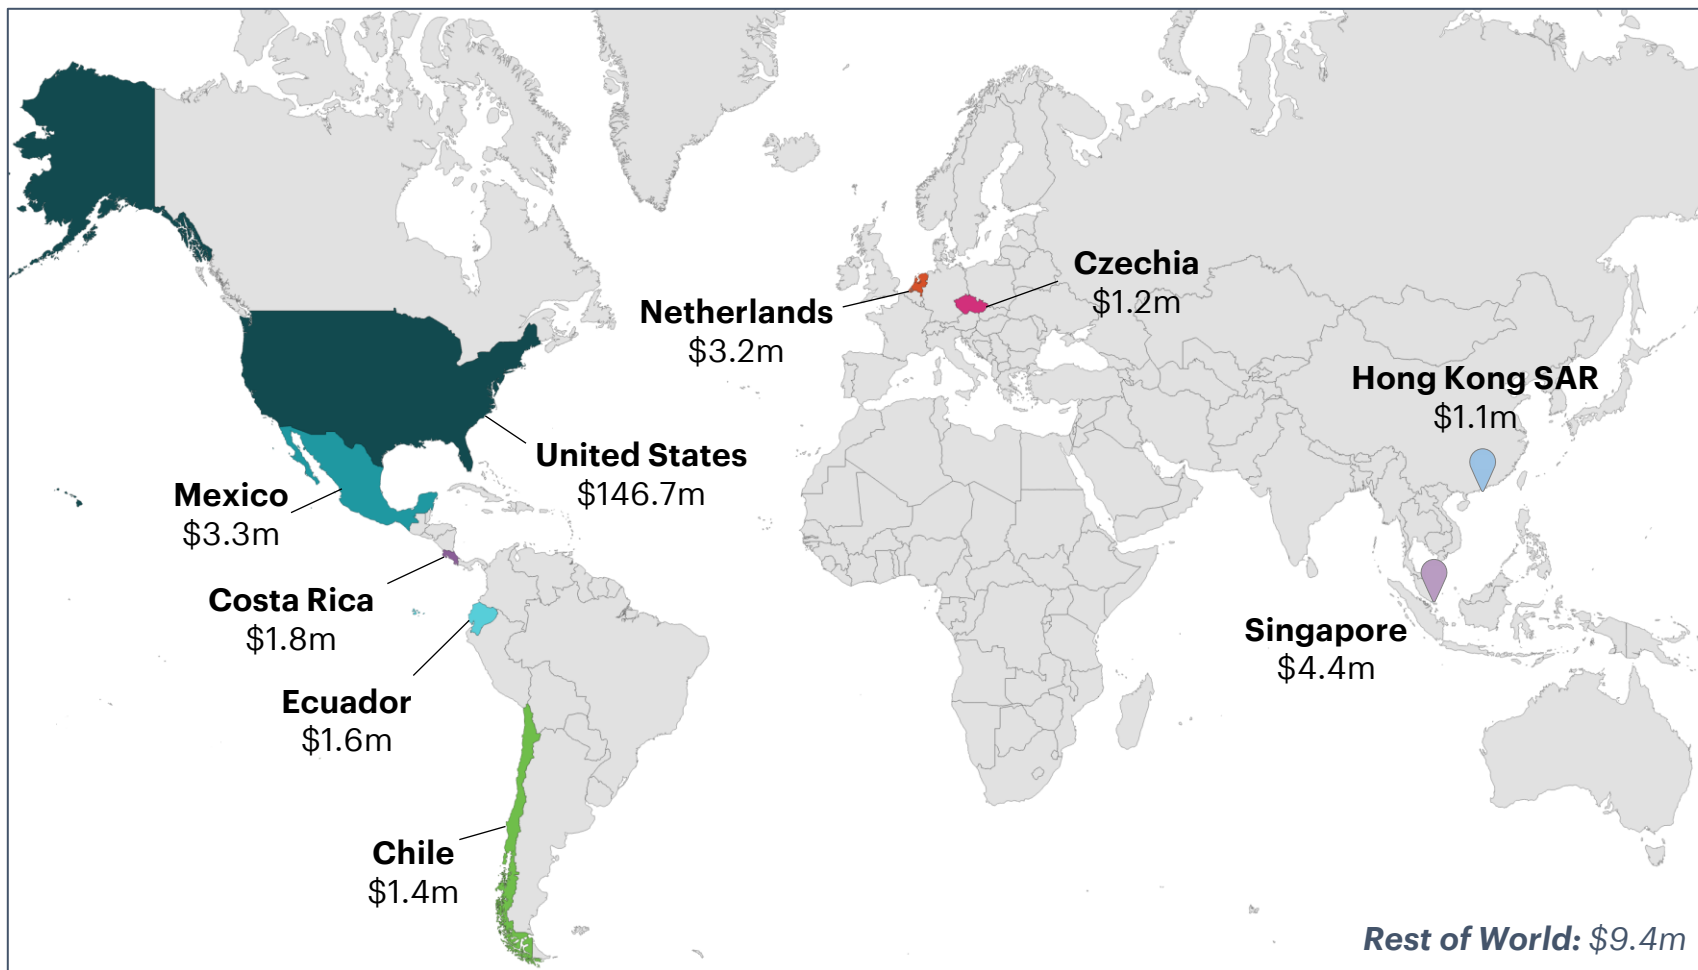 Czechia
$1.2m
Netherlands
$3.2m
Hong Kong SAR
$1.1m
United States
$146.7m
Mexico
$3.3m
Costa Rica
$1.8m
Singapore
$4.4m
Ecuador
$1.6m
Chile
$1.4m
Rest of World: $9.4m